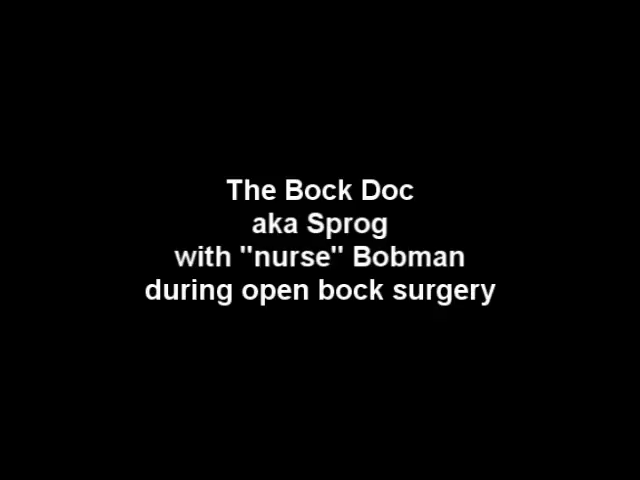 The Bock Doc
aka Sprog
with "nurse" Bobman
during open bock surgery